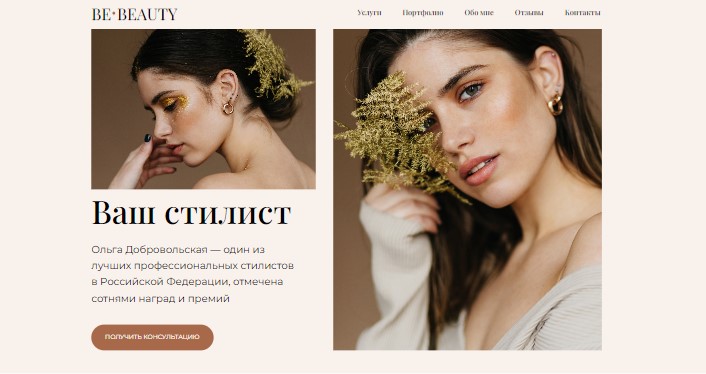 BE•BEAUTY
Услуги Портфолио Обо мне Отзывы Контакты
Ваш стилист
Ольга Добровольская — один из
лучших профессиональных стилистов
в Российской Федерации, отмечена
сотнями наград и премий
ПОЛУЧИТЬ КОНСУЛЬТАЦИЮ